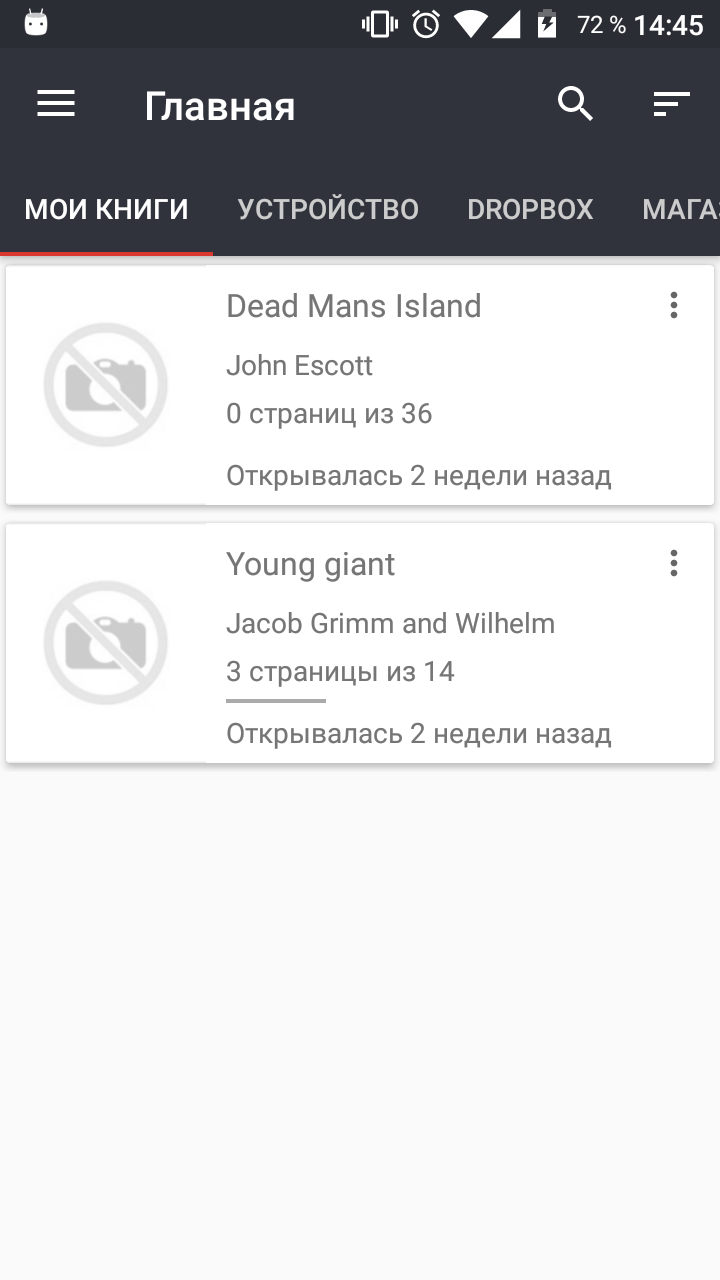 72 % 14:45
Главная
МОИ КНИГИ УСТРОЙСТВО DROPBOX МАГА
Dead Mans Island
John Escott
0 страниц из 36
Открывалась 2 недели назад
Young giant
Jacob Grimm and Wilhelm
3 страницы из 14
Открывалась 2 недели назад